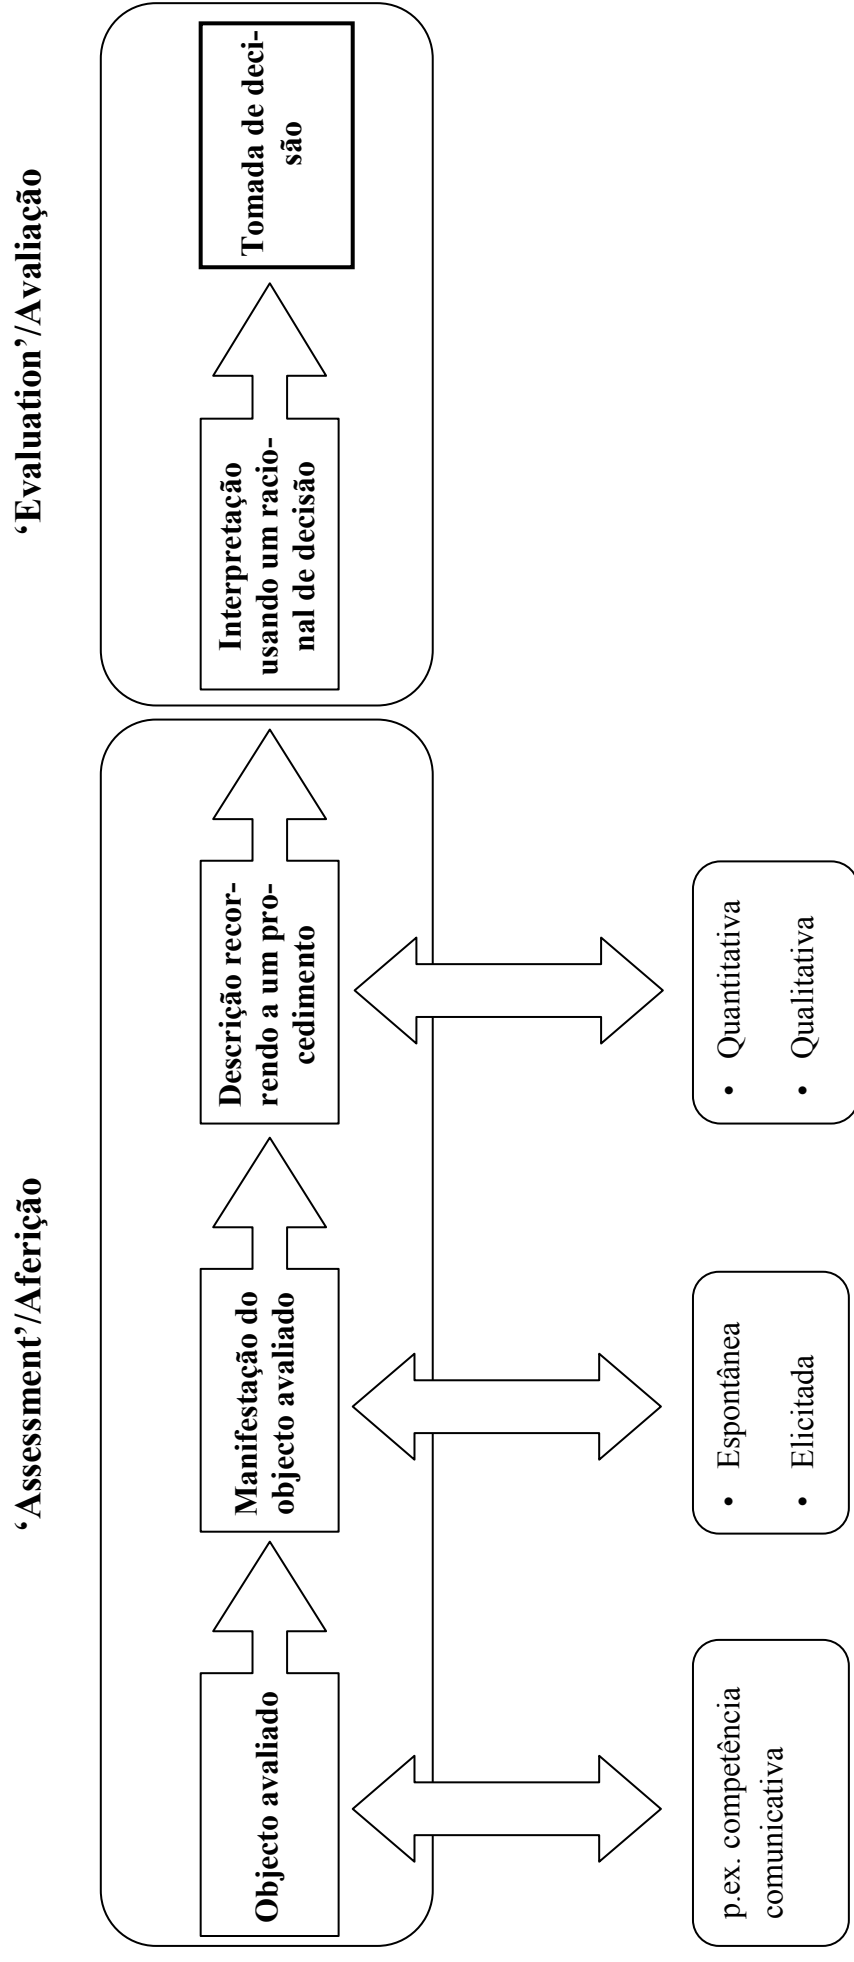 ‘Assessment’/Aferição
‘Evaluation’/Avaliação
Objecto avaliado
Manifestação do
objecto avaliado
Descrição recor-
rendo a um pro-
cedimento
Interpretação
usando um racio-
nal de decisão
Tomada de deci-
são
p.ex. competência
comunicativa
• Espontânea
• Elicitada
• Quantitativa
• Qualitativa